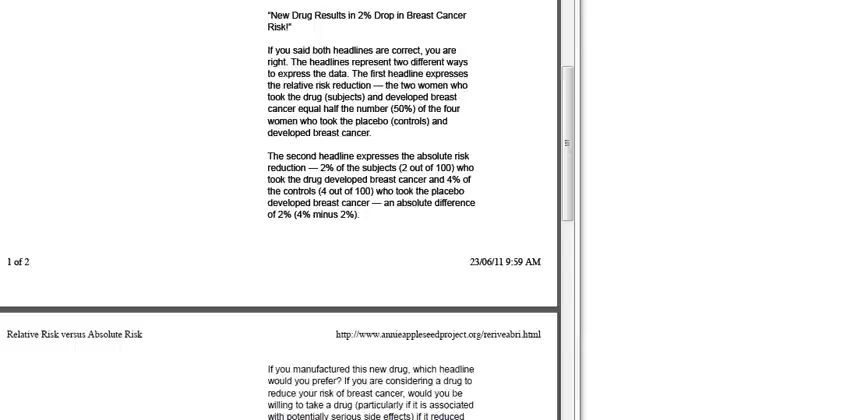 "New Drug Results in 2% Drop in Breast Cancer
Risk!"
If you said both headlines are correct, you are
right. The headlines represent two different ways
to express the data. The first headline expresses
the relative risk reduction — the two women who
took the drug (subjects) and developed breast
cancer equal half the number (50%) of the four
women who took the placebo (controls) and
developed breast cancer.
The second headline expresses the absolute risk
reduction — 2% of the subjects (2 out of 100) who
took the drug developed breast cancer and 4% of
the controls (4 out of 100) who took the placebo
developed breast cancer — an absolute difference
of 2% (4% minus 2%).
1 of 2 23/06/11 9:59 AM
Relative Risk versus Absolute Risk http://www.annieappleseedproject.org/reriveabri.html
If you manufactured this new drug, which headline
would you prefer? If you are considering a drug to
reduce your risk of breast cancer, would you be
willing to take a drug (particularly if it is associated
with potentially serious side effects) if it reduced